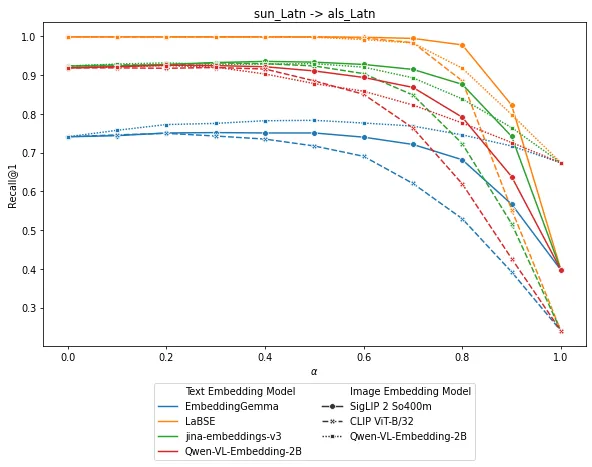 sun_Latn -> als_Latn
Recall@1
1.0
0.9
0.8
0.7
0.6
0.5
0.4
0.3
0.0 0.2 0.4 0.6 0.8 1.0
α
Text Embedding Model
EmbeddingGemma
LaBSE
jina-embeddings-v3
Qwen-VL-Embedding-2B
Image Embedding Model
SigLIP 2 So400m
CLIP ViT-B/32
Qwen-VL-Embedding-2B